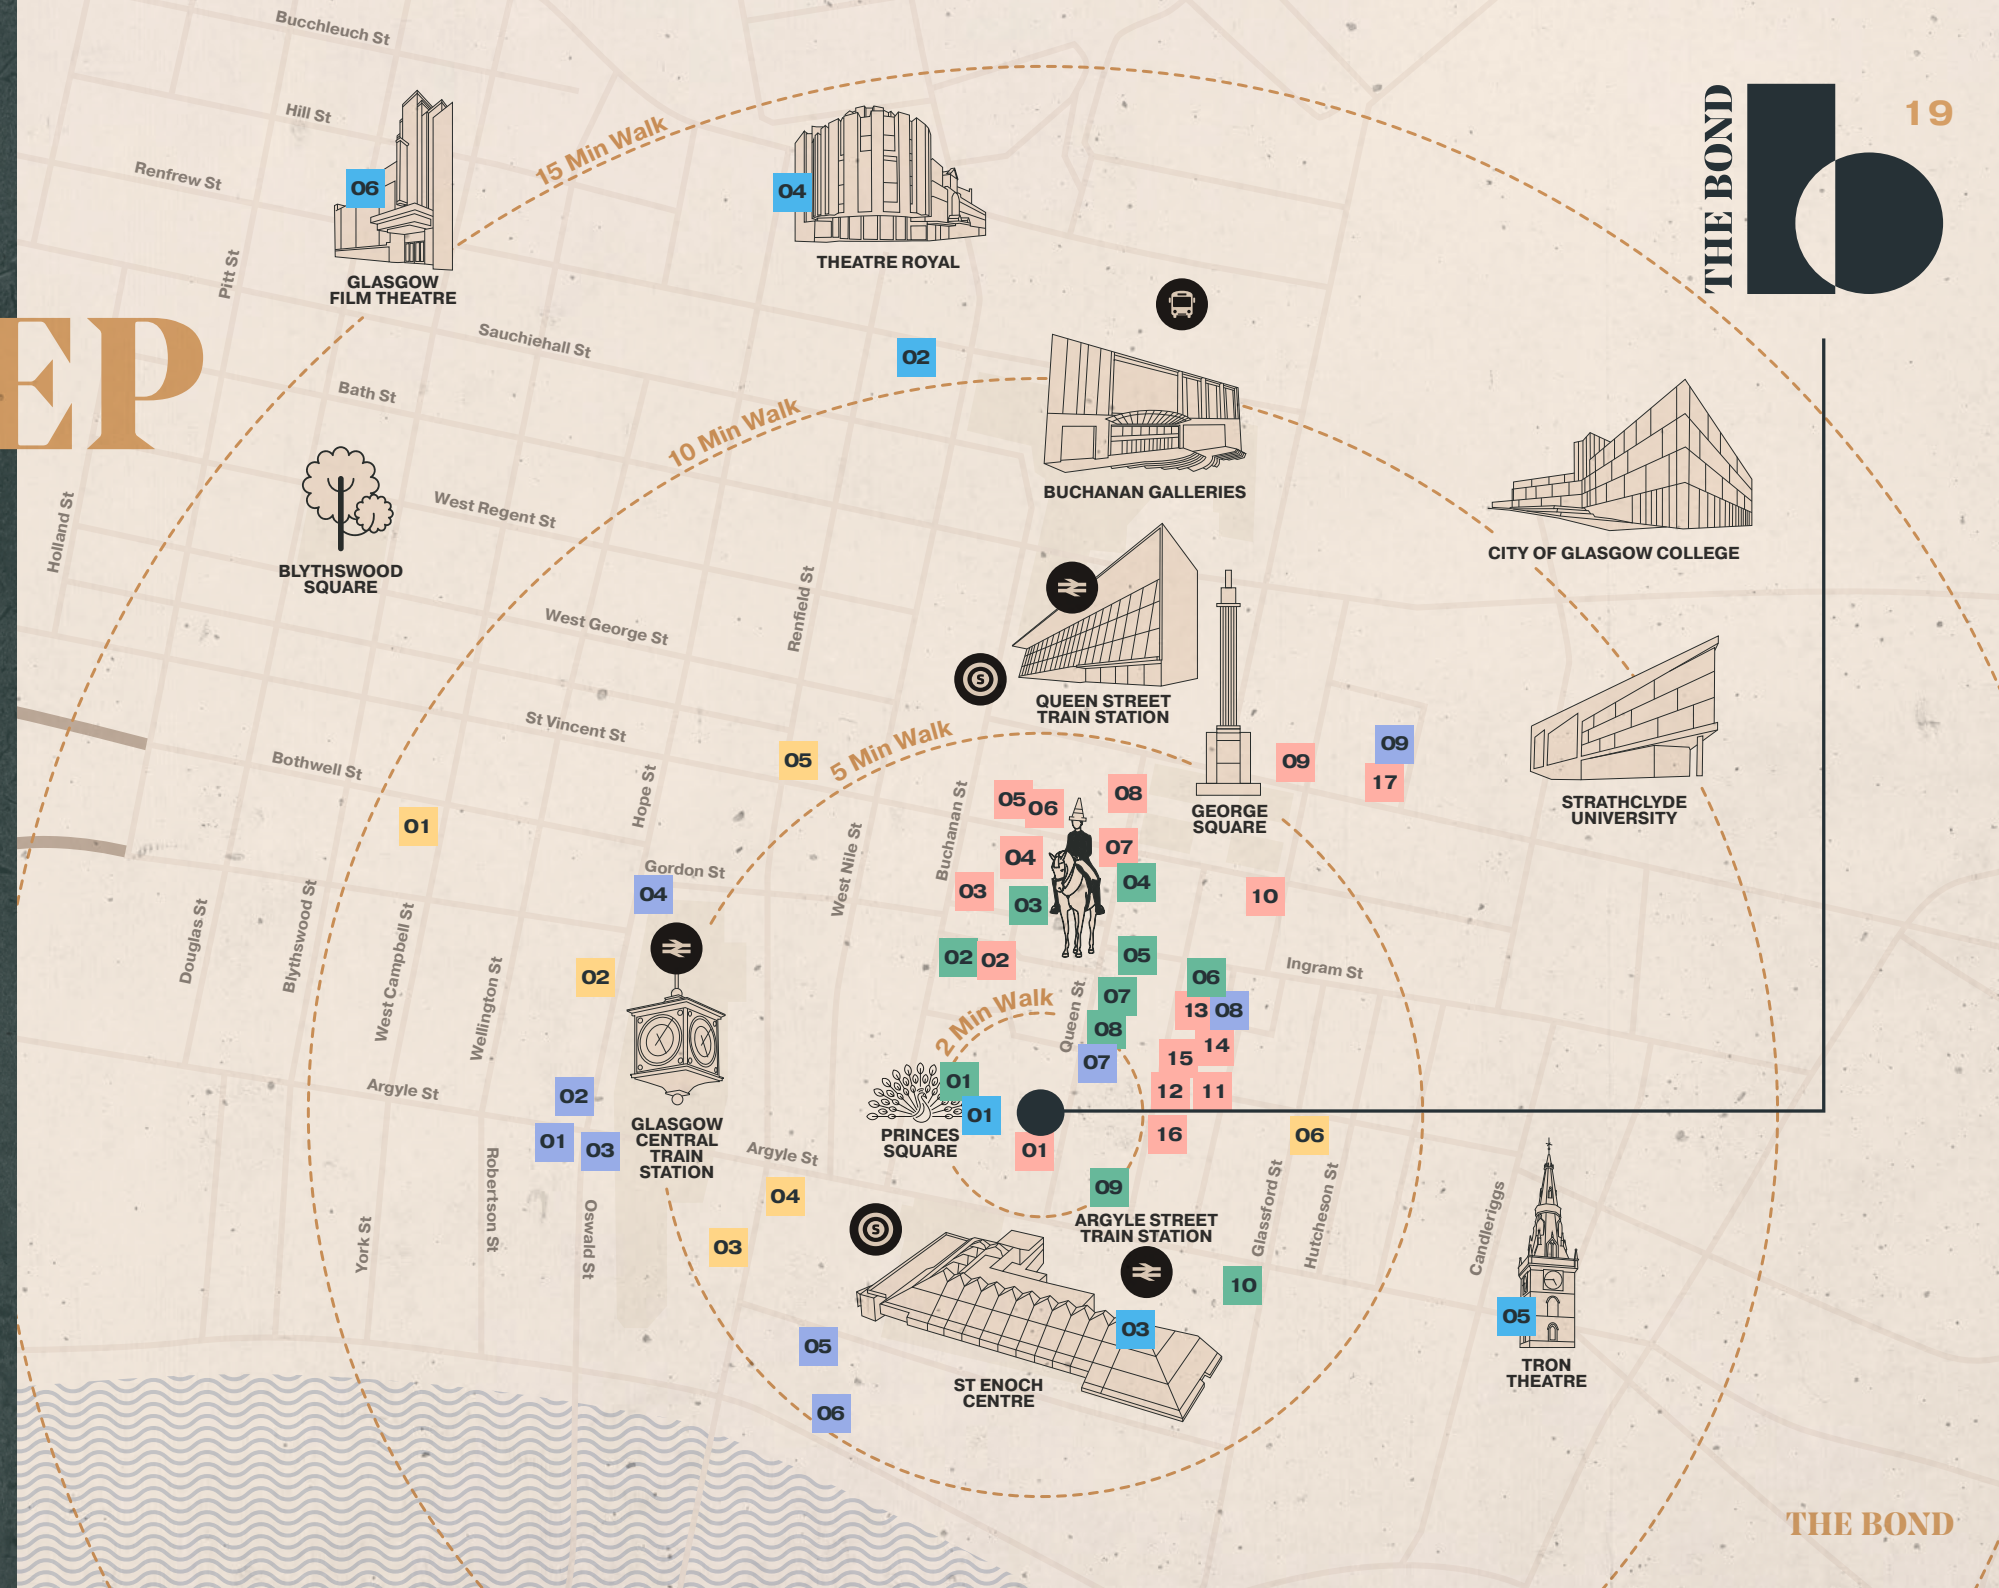 Bucchleuch St
Hill St
Renfrew St
06
15 Min Walk
04
THE BOND
19
GLASGOW
FILM THEATRE
THEATRE ROYAL
Pitt St
EP
Sauchiehall St
02
Bath St
10 Min Walk
BUCHANAN GALLERIES
Holland St
West Regent St
BLYTHSWOOD
SQUARE
CITY OF GLASGOW COLLEGE
Renfield St
West George St
S
QUEEN STREET
TRAIN STATION
St Vincent St
5 Min Walk
05
09
09
17
Bothwell St
Hope St
01
Buchanan St
05
06
08
GEORGE
SQUARE
STRATHCLYDE
UNIVERSITY
04
07
Gordon St
West Nile St
04
03
03
04
10
Douglas St
Blythswood St
West Campbell St
Wellington St
02
02
02
05
06
Ingram St
2 Min Walk
Queen St
07
13
08
08
14
07
15
01
01
12
11
Argyle St
02
01
03
GLASGOW
CENTRAL
TRAIN
STATION
PRINCES
SQUARE
01
16
06
Argyle St
04
03
09
ARGYLE STREET
TRAIN STATION
York St
Robertson St
Oswald St
S
Glassford St
Hutcheson St
Candleriggs
10
03
05
05
06
ST ENOCH
CENTRE
TRON
THEATRE
THE BOND